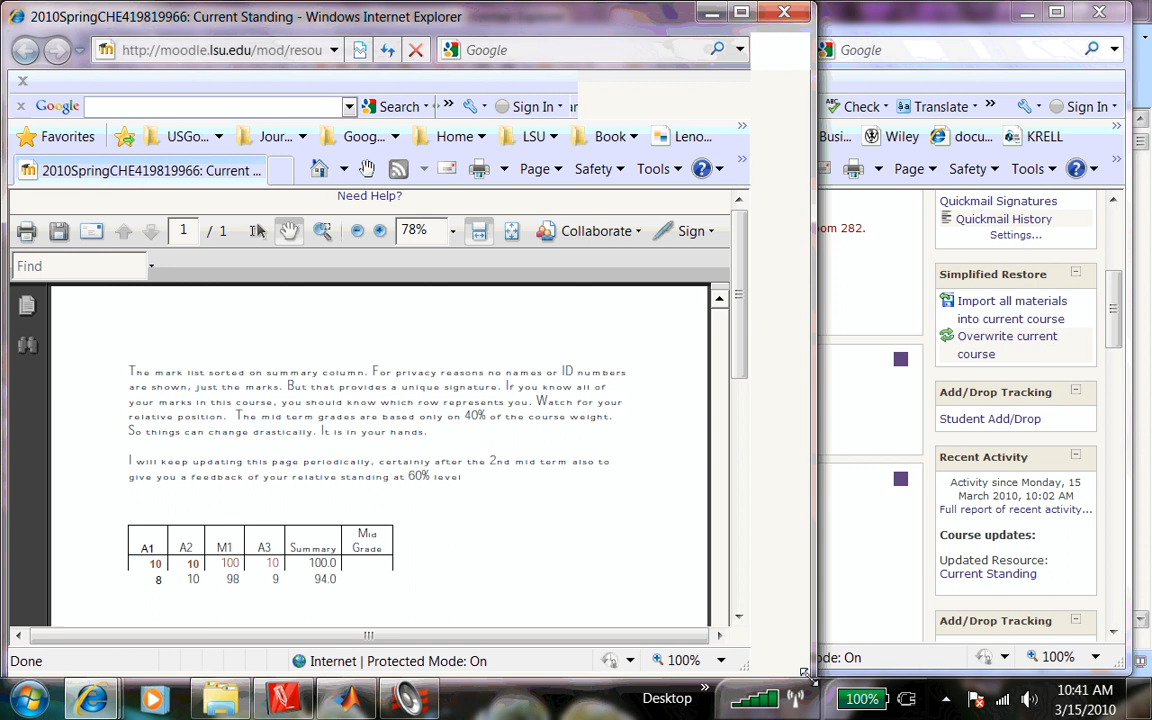 2010SpringCHE419819966: Current Standing - Windows Internet Explorer
http://moodle.lsu.edu/mod/resou
Google
Google
x
x Google Search » Sign In
Check Translate » Sign In
Favorites USGo... Jour... Goog... Home LSU Book Leno... »
Busi... Wiley docu... KRELL »
2010SpringCHE419819966: Current ...
Page Safety Tools »
Page Safety Tools »
Need Help?
1 / 1 78% Collaborate Sign
Find
The mark list sorted on summary column. For privacy reasons no names or ID numbers
are shown, just the marks. But that provides a unique signature. If you know all of
your marks in this course, you should know which row represents you. Watch for your
relative position. The mid term grades are based only on 40% of the course weight.
So things can change drastically. It is in your hands.
I will keep updating this page periodically, certainly after the 2nd mid term also to
give you a feedback of your relative standing at 60% level
A1 A2 M1 A3 Summary Mid Grade
10 10 100 10 100.0
8 10 98 9 94.0
Done
Internet | Protected Mode: On
100%
Quickmail Signatures
Quickmail History
Settings...
om 282.
Simplified Restore
Import all materials
into current course
Overwrite current
course
Add/Drop Tracking
Student Add/Drop
Recent Activity
Activity since Monday, 15
March 2010, 10:02 AM
Full report of recent activity...
Course updates:
Updated Resource:
Current Standing
Add/Drop Tracking
de: On
100%
Desktop »
100%
10:41 AM
3/15/2010